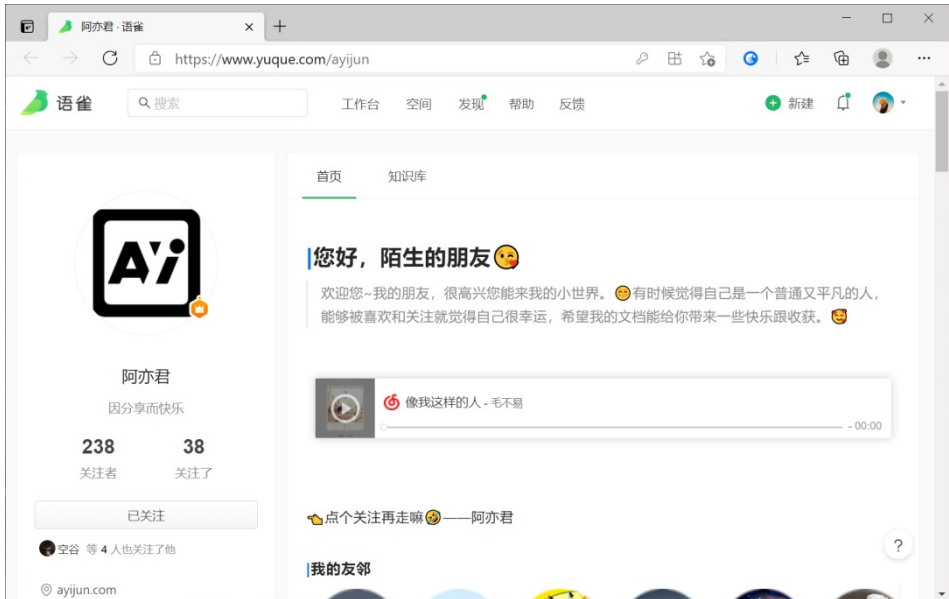 阿亦君 · 语雀
https://www.yuque.com/ayijun
语雀
搜索
工作台 空间 发现 帮助 反馈
新建
AYi
阿亦君
因分享而快乐
238 38
关注者 关注了
已关注
空谷 等 4 人也关注了他
ayijun.com
首页 知识库
您好，陌生的朋友😘
欢迎您~我的朋友，很高兴您能来我的小世界。😁有时候觉得自己是一个普通又平凡的人，
能够被喜欢和关注就觉得自己很幸运，希望我的文档能给你带来一些快乐跟收获。🥰
像我这样的人 - 毛不易
- 00:00
👈点个关注再走嘛🤣——阿亦君
我的友邻
?